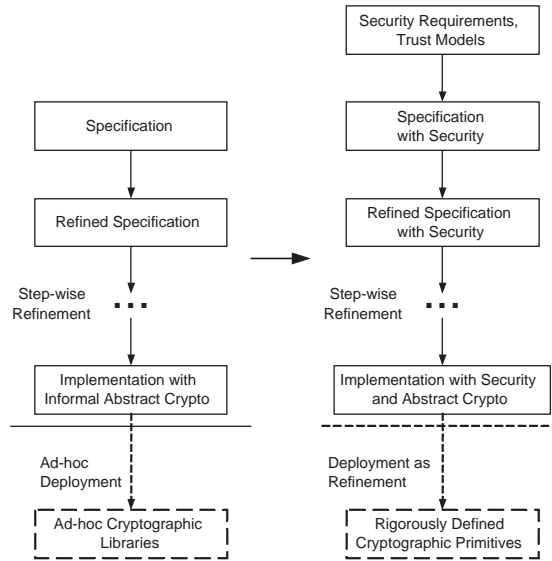 Specification
Refined Specification
Step-wise
Refinement
Implementation with
Informal Abstract Crypto
Ad-hoc
Deployment
Ad-hoc Cryptographic
Libraries
Security Requirements,
Trust Models
Specification
with Security
Refined Specification
with Security
Step-wise
Refinement
Implementation with Security
and Abstract Crypto
Deployment as
Refinement
Rigorously Defined
Cryptographic Primitives